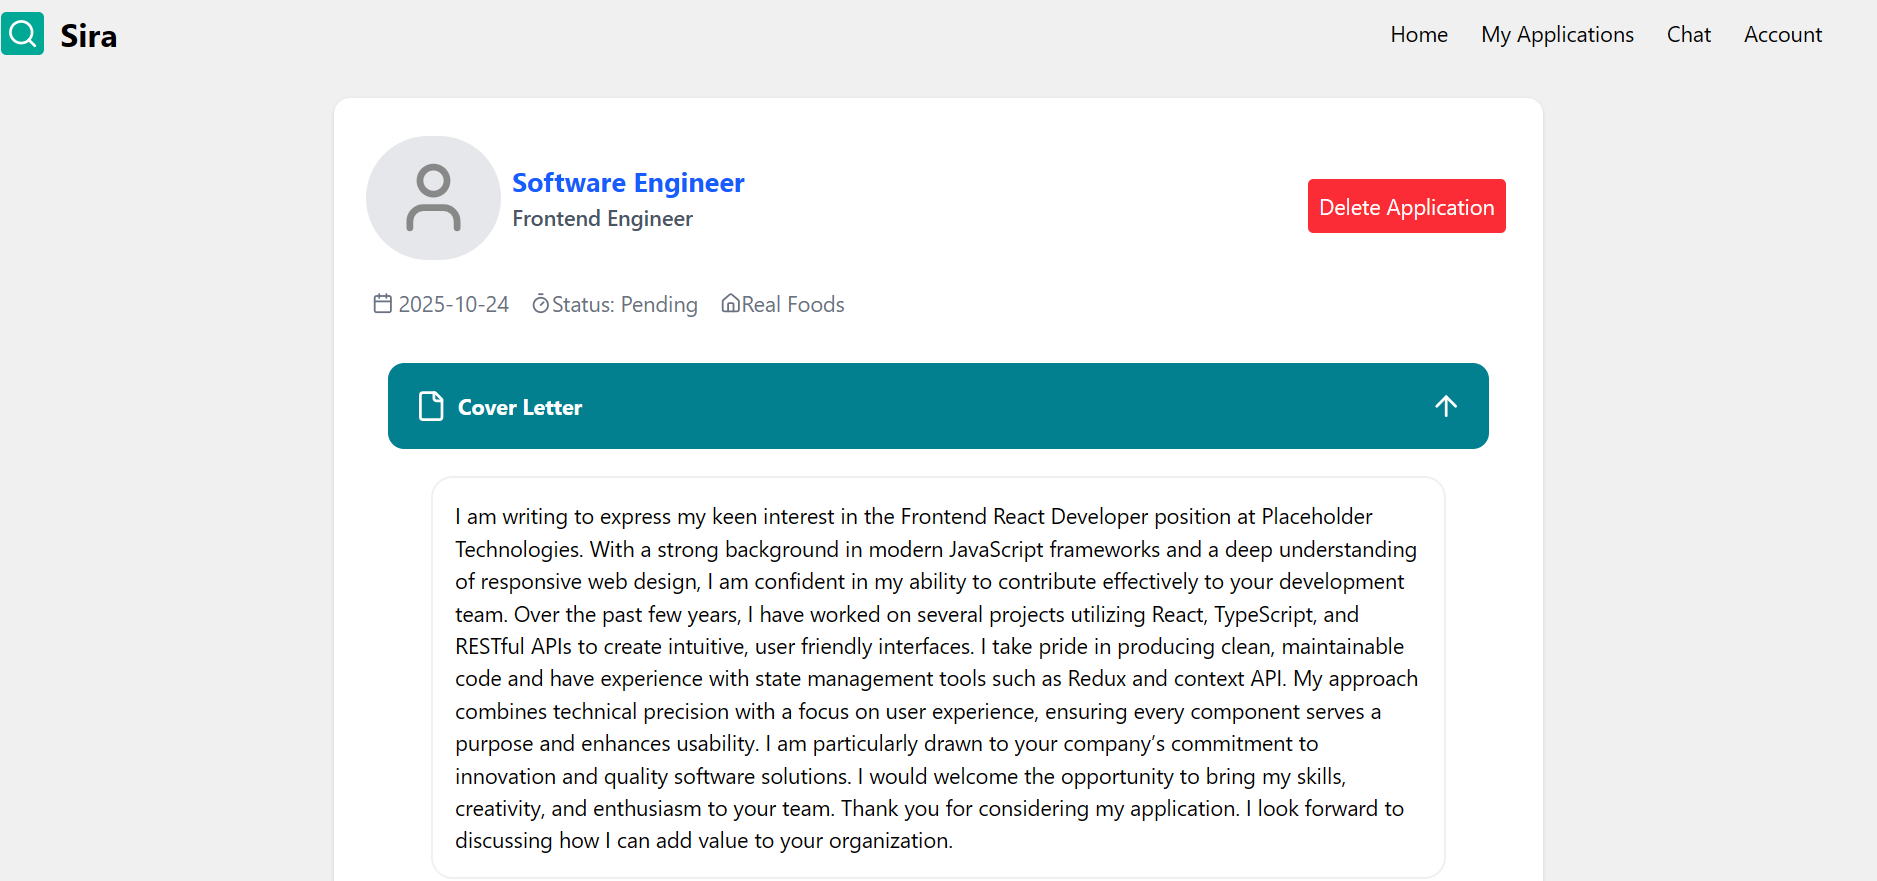 Sira
Home My Applications Chat Account
Software Engineer
Frontend Engineer
Delete Application
2025-10-24 Status: Pending Real Foods
Cover Letter
I am writing to express my keen interest in the Frontend React Developer position at Placeholder
Technologies. With a strong background in modern JavaScript frameworks and a deep understanding
of responsive web design, I am confident in my ability to contribute effectively to your development
team. Over the past few years, I have worked on several projects utilizing React, TypeScript, and
RESTful APIs to create intuitive, user friendly interfaces. I take pride in producing clean, maintainable
code and have experience with state management tools such as Redux and context API. My approach
combines technical precision with a focus on user experience, ensuring every component serves a
purpose and enhances usability. I am particularly drawn to your company’s commitment to
innovation and quality software solutions. I would welcome the opportunity to bring my skills,
creativity, and enthusiasm to your team. Thank you for considering my application. I look forward to
discussing how I can add value to your organization.